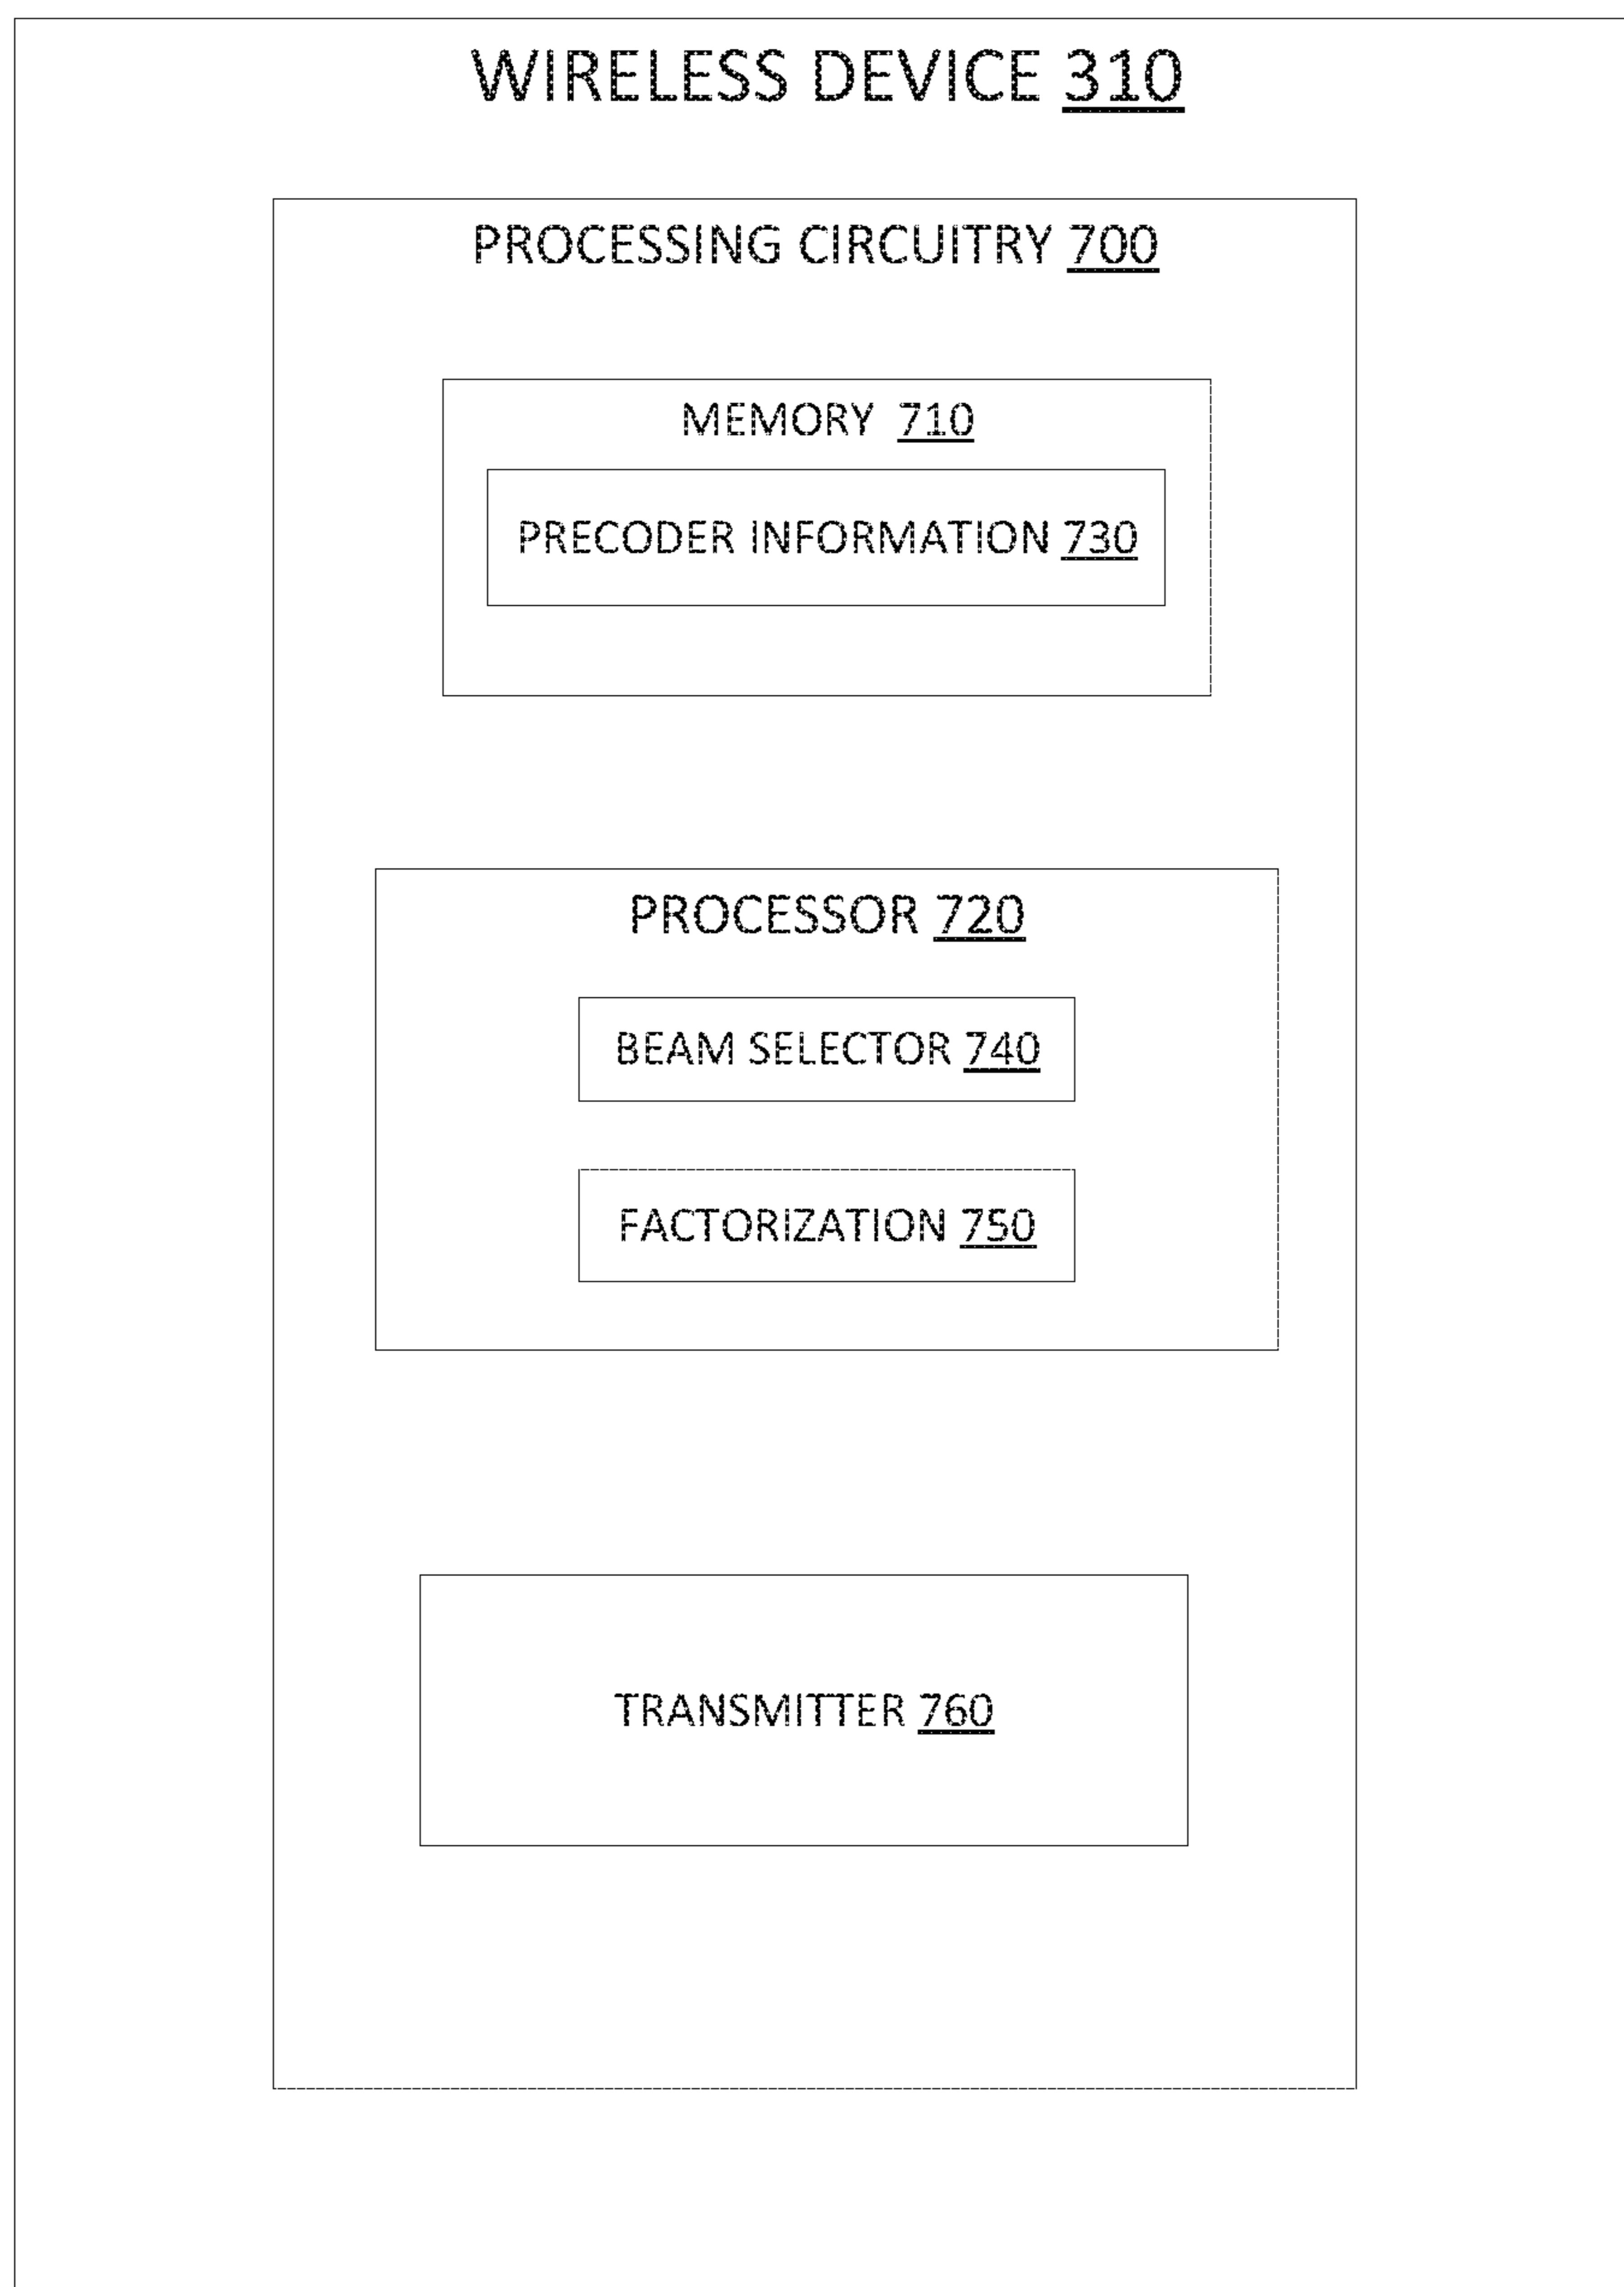 WIRELESS DEVICE 310
PROCESSING CIRCUITRY 700
MEMORY 710
PRECODER INFORMATION 730
PROCESSOR 720
BEAM SELECTOR 740
FACTORIZATION 750
TRANSMITTER 760